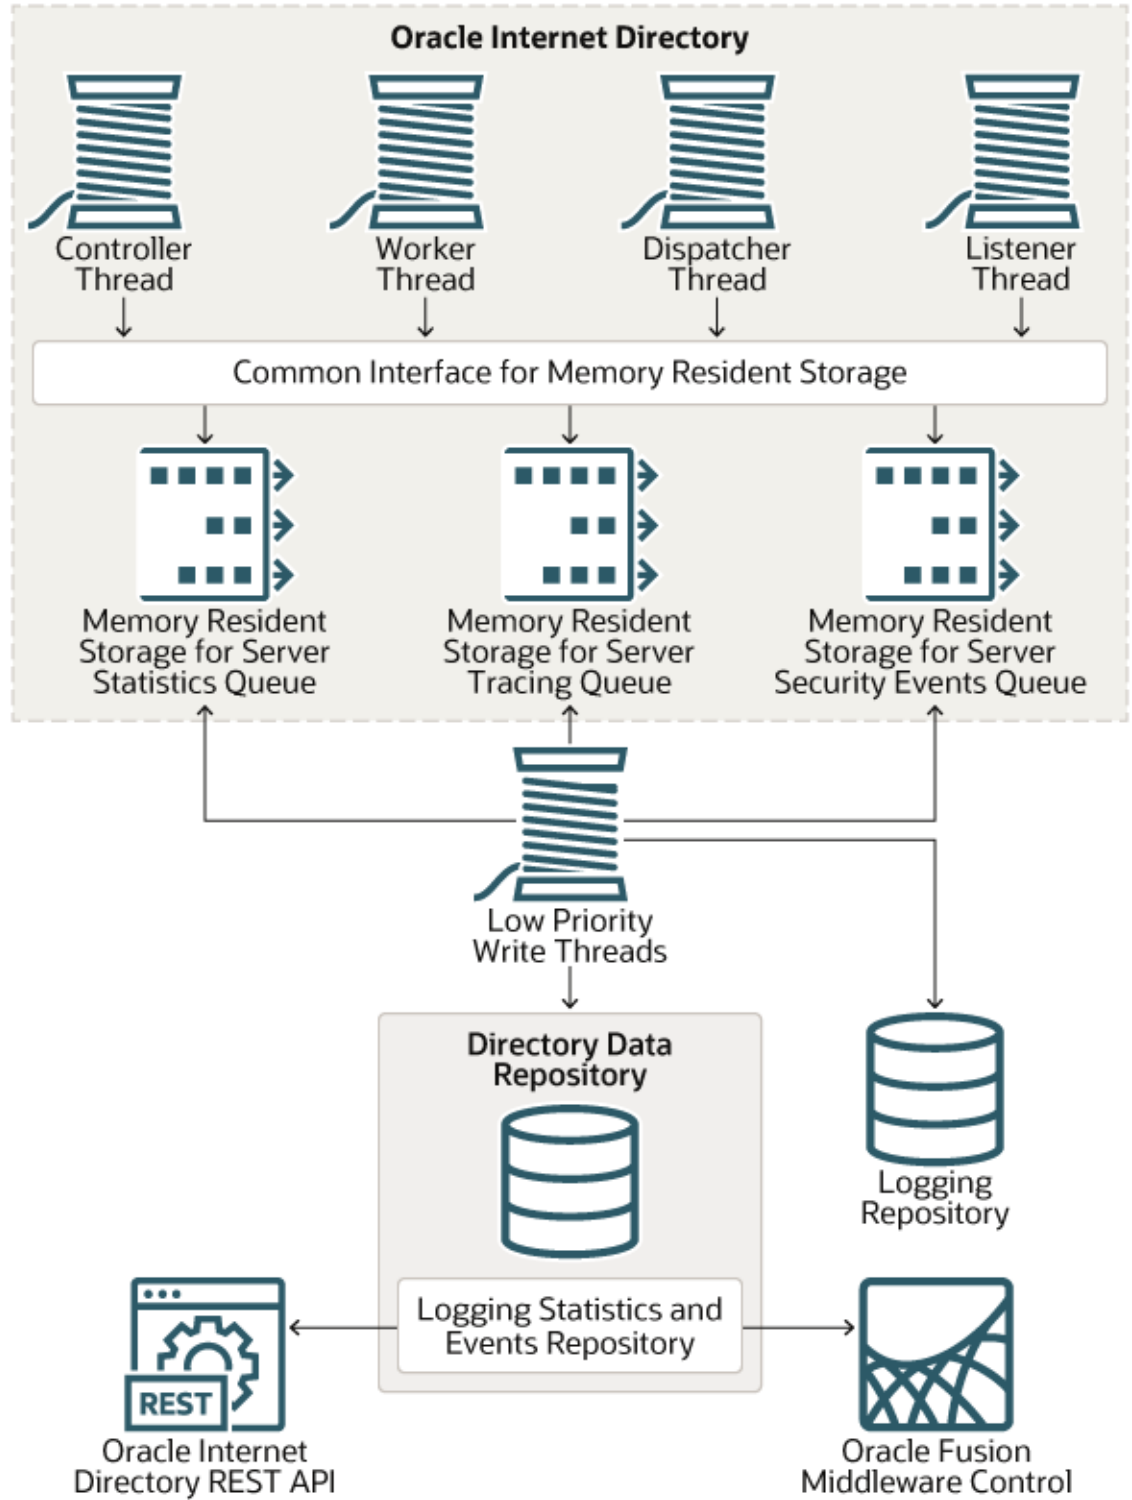 Oracle Internet Directory
Controller
Thread
Worker
Thread
Dispatcher
Thread
Listener
Thread
Common Interface for Memory Resident Storage
Memory Resident
Storage for Server
Statistics Queue
Memory Resident
Storage for Server
Tracing Queue
Memory Resident
Storage for Server
Security Events Queue
Low Priority
Write Threads
Directory Data
Repository
Logging
Repository
Logging Statistics and
Events Repository
REST
Oracle Internet
Directory REST API
Oracle Fusion
Middleware Control